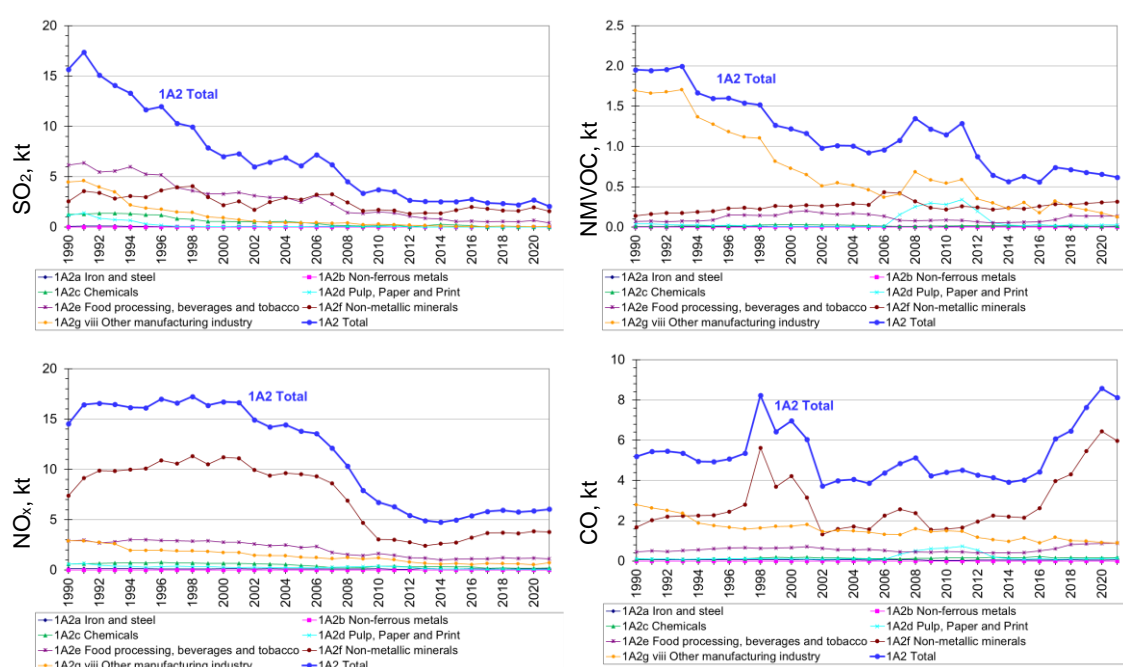 SO2, kt
20
15
10
5
0
1A2 Total
1990
1992
1994
1996
1998
2000
2002
2004
2006
2008
2010
2012
2014
2016
2018
2020
1A2a Iron and steel
1A2b Non-ferrous metals
1A2c Chemicals
1A2d Pulp, Paper and Print
1A2e Food processing, beverages and tobacco
1A2f Non-metallic minerals
1A2g viii Other manufacturing industry
1A2 Total
NMVOC, kt
2.5
2.0
1.5
1.0
0.5
0.0
1A2 Total
1990
1992
1994
1996
1998
2000
2002
2004
2006
2008
2010
2012
2014
2016
2018
2020
1A2a Iron and steel
1A2b Non-ferrous metals
1A2c Chemicals
1A2d Pulp, Paper and Print
1A2e Food processing, beverages and tobacco
1A2f Non-metallic minerals
1A2g viii Other manufacturing industry
1A2 Total
NOx, kt
20
15
10
5
0
1A2 Total
1990
1992
1994
1996
1998
2000
2002
2004
2006
2008
2010
2012
2014
2016
2018
2020
1A2a Iron and steel
1A2b Non-ferrous metals
1A2c Chemicals
1A2d Pulp, Paper and Print
1A2e Food processing, beverages and tobacco
1A2f Non-metallic minerals
1A2g viii Other manufacturing industry
1A2 Total
CO, kt
10
8
6
4
2
0
1A2 Total
1990
1992
1994
1996
1998
2000
2002
2004
2006
2008
2010
2012
2014
2016
2018
2020
1A2a Iron and steel
1A2b Non-ferrous metals
1A2c Chemicals
1A2d Pulp, Paper and Print
1A2e Food processing, beverages and tobacco
1A2f Non-metallic minerals
1A2g viii Other manufacturing industry
1A2 Total